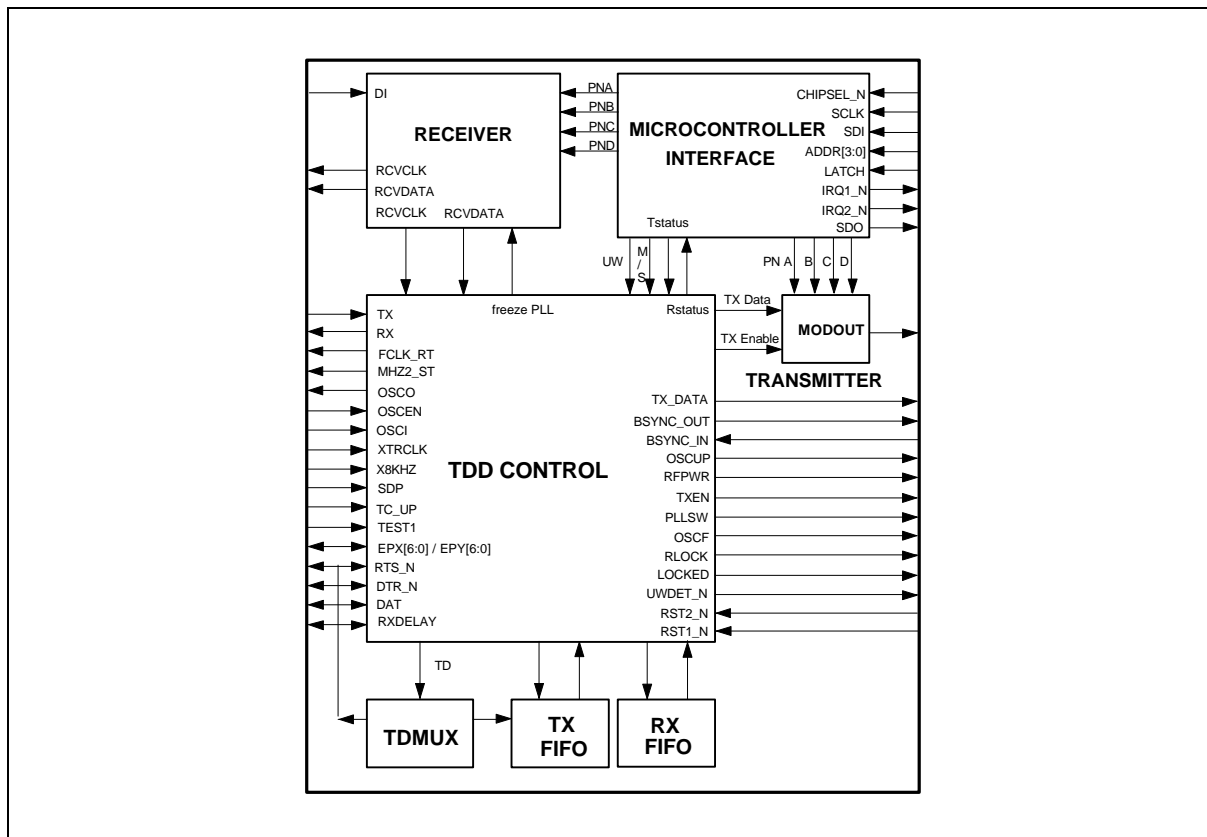 DI
RECEIVER
RCVCLK
RCVDATA
RCVCLK
RCVDATA
PNA
PNB
PNC
PND
MICROCONTROLLER
INTERFACE
CHIPSEL_N
SCLK
SDI
ADDR[3:0]
LATCH
IRQ1_N
IRQ2_N
SDO
Tstatus
UW
M
/
S
PN A
B
C
D
freeze PLL
Rstatus
TX Data
TX Enable
MODOUT
TRANSMITTER
TX
RX
FCLK_RT
MHZ2_ST
OSCO
OSCEN
OSCI
XTRCLK
X8KHZ
SDP
TC_UP
TEST1
EPX[6:0] / EPY[6:0]
RTS_N
DTR_N
DAT
RXDELAY
TDD CONTROL
TX_DATA
BSYNC_OUT
BSYNC_IN
OSCUP
RFPWR
TXEN
PLLSW
OSCF
RLOCK
LOCKED
UWDET_N
RST2_N
RST1_N
TD
TDMUX
TX
FIFO
RX
FIFO